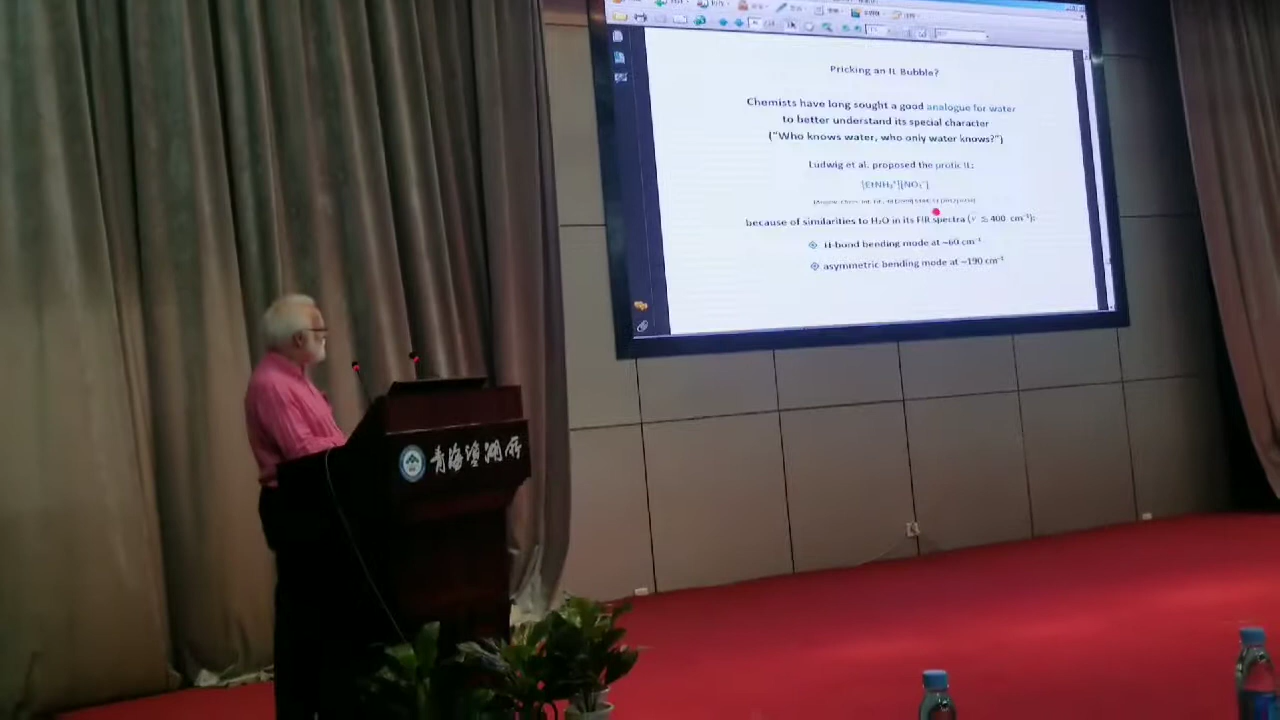 Pricking an IL Bubble?
Chemists have long sought a good analogue for water
to better understand its special character
("Who knows water, who only water knows?")
Ludwig et al. proposed the protic IL:
[EtNH₃⁺][NO₃⁻]
because of similarities to H₂O in its FIR spectra (ν ≤ 400 cm⁻¹):
H-bond bending mode at ~60 cm⁻¹
asymmetric bending mode at ~190 cm⁻¹
青海盐湖所